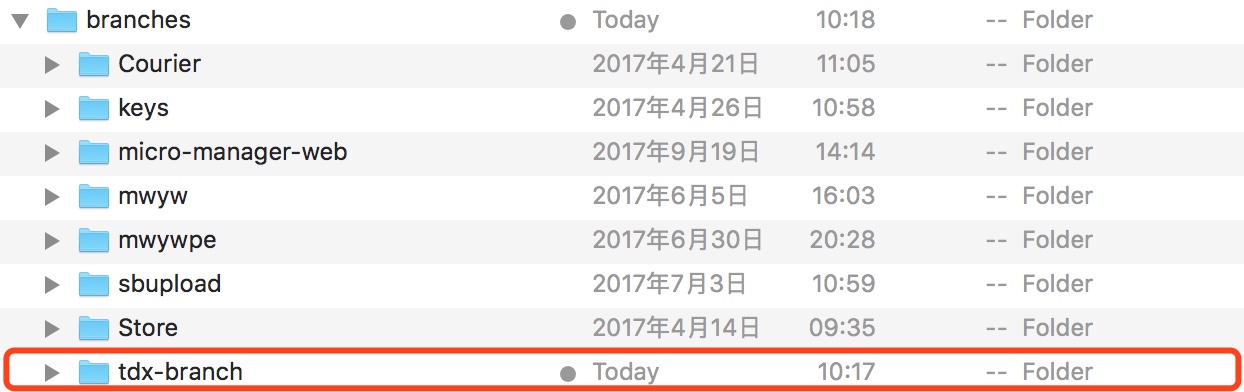 branches Today 10:18 -- Folder
Courier 2017年4月21日 11:05 -- Folder
keys 2017年4月26日 10:58 -- Folder
micro-manager-web 2017年9月19日 14:14 -- Folder
mwyw 2017年6月5日 16:03 -- Folder
mwywpe 2017年6月30日 20:28 -- Folder
sbupload 2017年7月3日 10:59 -- Folder
Store 2017年4月14日 09:35 -- Folder
tdx-branch Today 10:17 -- Folder